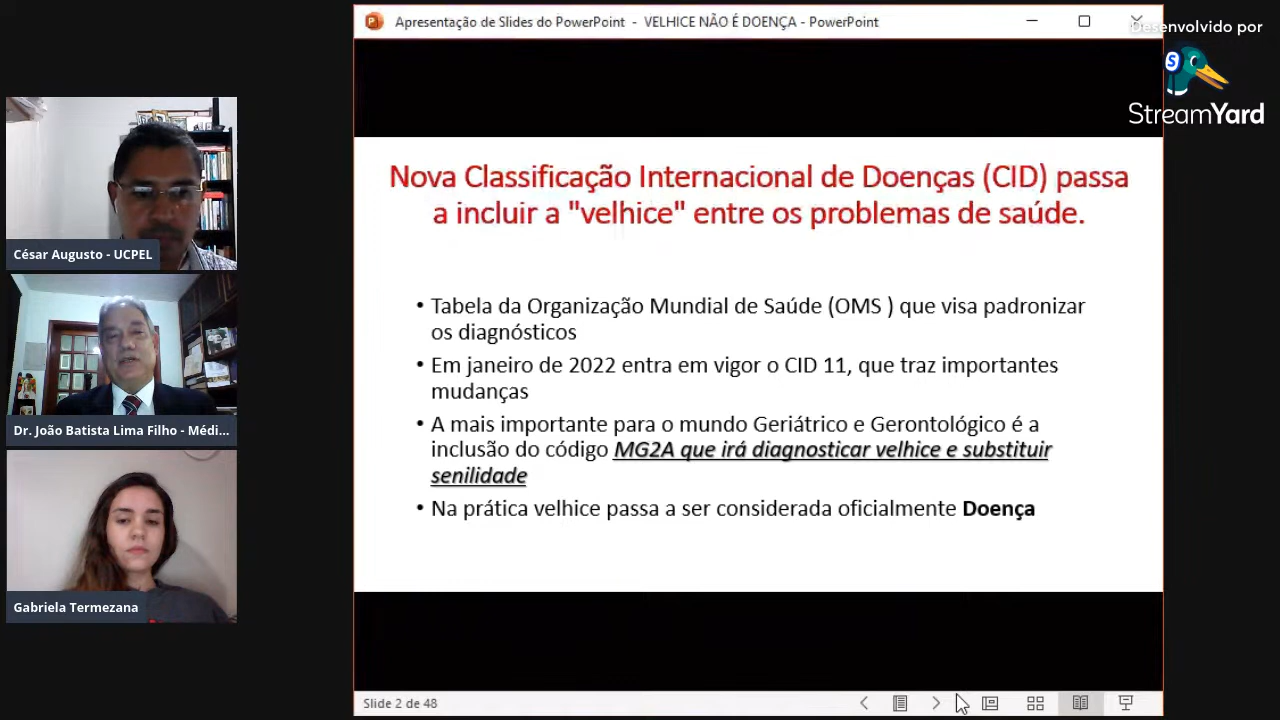 Apresentação de Slides do PowerPoint - VELHICE NÃO É DOENÇA - PowerPoint
Desenvolvido por
S
StreamYard
César Augusto - UCPEL
Dr. João Batista Lima Filho - Médi...
Gabriela Termezana
Nova Classificação Internacional de Doenças (CID) passa
a incluir a "velhice" entre os problemas de saúde.
• Tabela da Organização Mundial de Saúde (OMS ) que visa padronizar
os diagnósticos
• Em janeiro de 2022 entra em vigor o CID 11, que traz importantes
mudanças
• A mais importante para o mundo Geriátrico e Gerontológico é a
inclusão do código MG2A que irá diagnosticar velhice e substituir
senilidade
• Na prática velhice passa a ser considerada oficialmente Doença
Slide 2 de 48